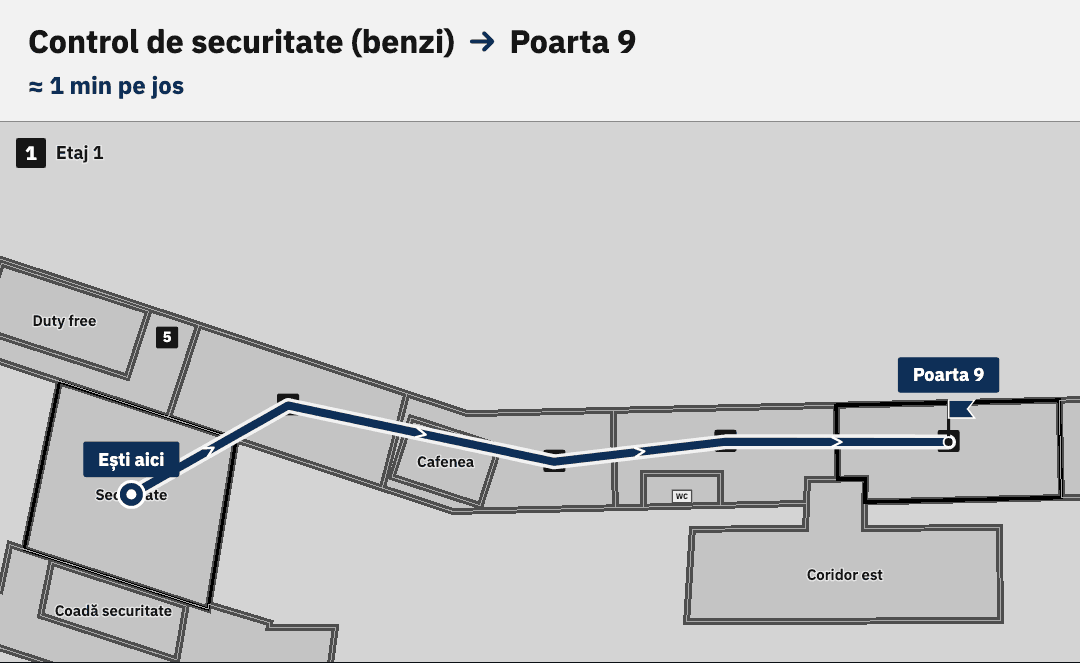 Control de securitate (benzi) → Poarta 9
≈ 1 min pe jos
1 Etaj 1
Duty free
5
Poarta 9
Ești aici
Cafenea
WC
Coridor est
Coadă securitate